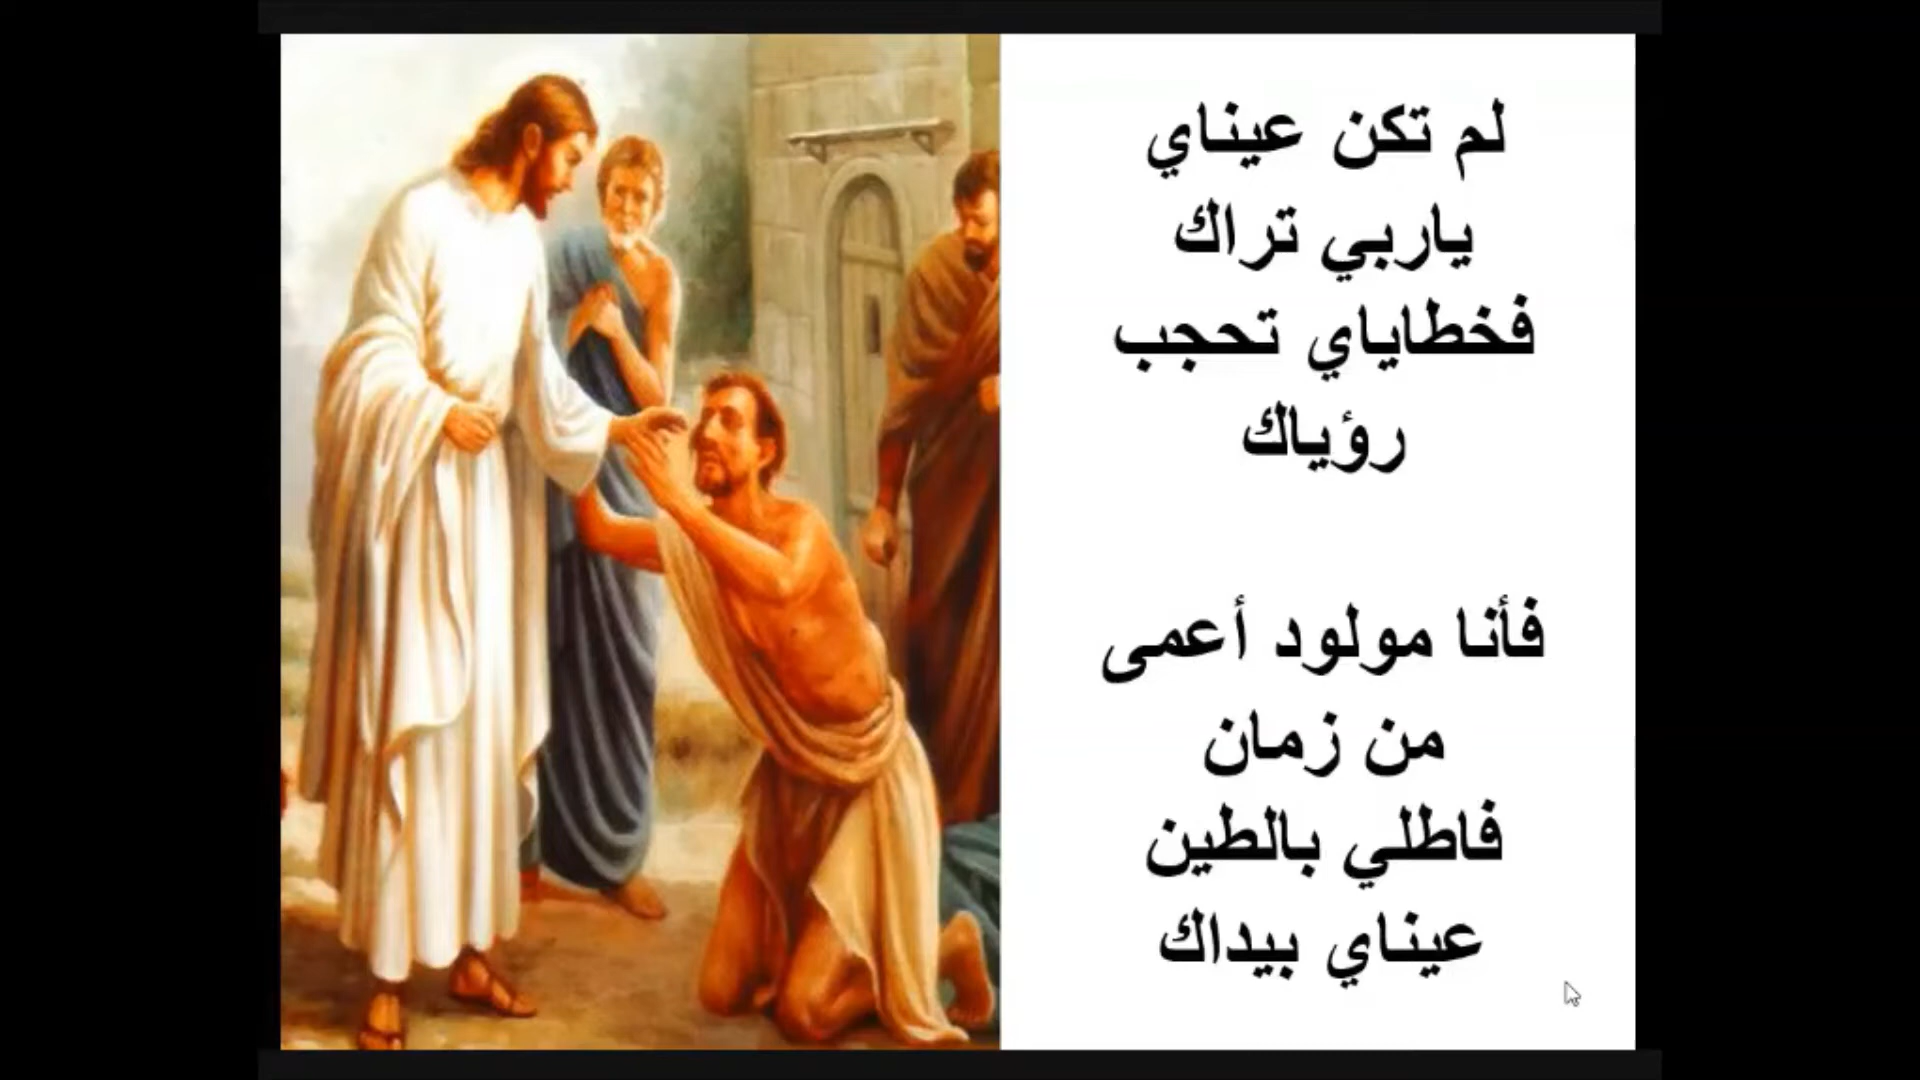 لم تكن عيناي
ياربي تراك
فخطاياي تحجب
رؤياك
فأنا مولود أعمى
من زمان
فاطلي بالطين
عيناي بيداك